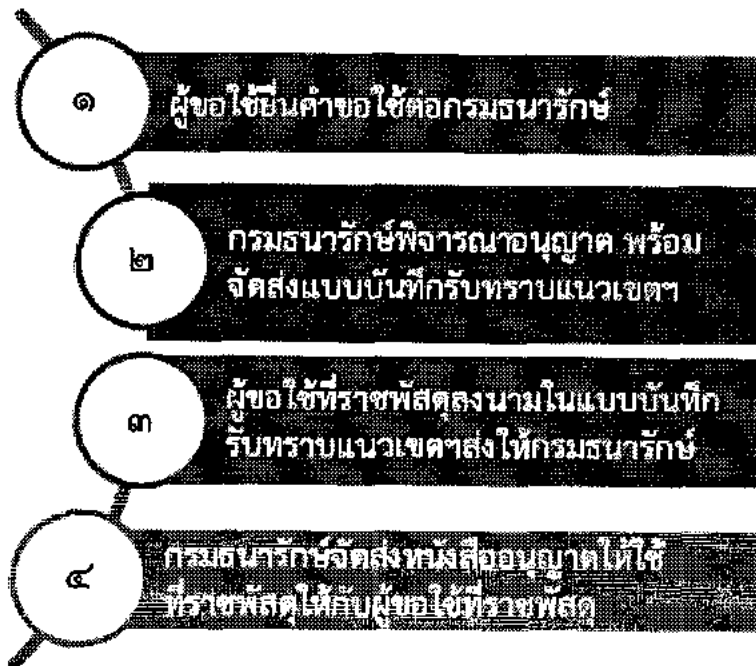 ๑
ผู้ขอใช้ยื่นคำขอใช้ต่อกรมธนารักษ์
๒
กรมธนารักษ์พิจารณาอนุญาต พร้อม
จัดส่งแบบบันทึกรับทราบแนวเขตฯ
๓
ผู้ขอใช้ที่ราชพัสดุลงนามในแบบบันทึก
รับทราบแนวเขตฯส่งให้กรมธนารักษ์
๔
กรมธนารักษ์จัดส่งหนังสืออนุญาตให้ใช้
ที่ราชพัสดุให้กับผู้ขอใช้ที่ราชพัสดุ